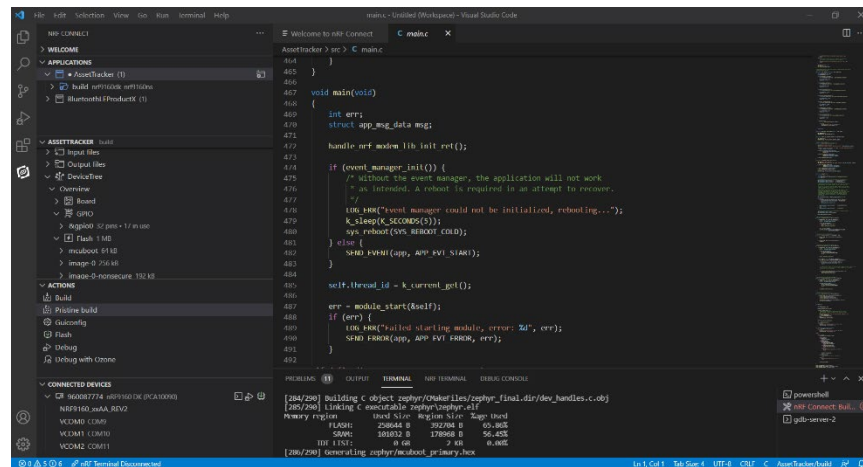 File Edit Selection View Go Run Terminal Help
main.c - Untitled (Workspace) - Visual Studio Code
NRF CONNECT
WELCOME
APPLICATIONS
AssetTracker (1)
build nrf9160dk nrf9160ns
BluetoothLEProductX (1)
ASSETTRACKER build
Input files
Output files
DeviceTree
Overview
Board
GPIO
&gpio0 32 pins • 17 in use
Flash 1 MB
mcuboot 64 kB
image-0 256 kB
image-0-nonsecure 192 kB
ACTIONS
Build
Pristine build
Guiconfig
Flash
Debug
Debug with Ozone
CONNECTED DEVICES
960087774 nRF9160 DK (PCA10090)
NRF9160_xxAA_REV2
VCOM0 COM9
VCOM1 COM10
VCOM2 COM11
Welcome to nRF Connect
C main.c ×
AssetTracker > src > C main.c
464 }
465 }
466
467 void main(void)
468 {
469 int err;
470 struct app_msg_data msg;
471
472 handle_nrf_modem_lib_init_ret();
473
474 if (event_manager_init()) {
475 /* Without the event manager, the application will not work
476 * as intended. A reboot is required in an attempt to recover.
477 */
478 LOG_ERR("Event manager could not be initialized, rebooting...");
479 k_sleep(K_SECONDS(5));
480 sys_reboot(SYS_REBOOT_COLD);
481 } else {
482 SEND_EVENT(app, APP_EVT_START);
483 }
484
485 self.thread_id = k_current_get();
486
487 err = module_start(&self);
488 if (err) {
489 LOG_ERR("Failed starting module, error: %d", err);
490 SEND_ERROR(app, APP_EVT_ERROR, err);
491 }
492
PROBLEMS 11 OUTPUT TERMINAL NRF TERMINAL DEBUG CONSOLE
[284/290] Building C object zephyr/CMakeFiles/zephyr_final.dir/dev_handles.c.obj
[285/290] Linking C executable zephyr\zephyr.elf
Memory region Used Size Region Size %age Used
FLASH: 258644 B 392704 B 65.86%
SRAM: 101032 B 178968 B 56.45%
IDT_LIST: 0 GB 2 KB 0.00%
[286/290] Generating zephyr/mcuboot_primary.hex
powershell
nRF Connect: Buil...
gdb-server-2
0 5 6 nRF Terminal Disconnected
Ln 1, Col 1 Tab Size: 4 UTF-8 CRLF C AssetTracker/build